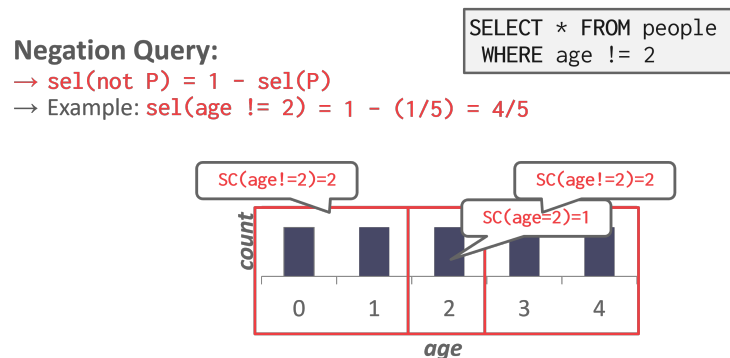 SELECT * FROM people
WHERE age != 2
Negation Query:
→ sel(not P) = 1 - sel(P)
→ Example: sel(age != 2) = 1 - (1/5) = 4/5
SC(age!=2)=2
SC(age!=2)=2
SC(age=2)=1
count
0 1 2 3 4
age